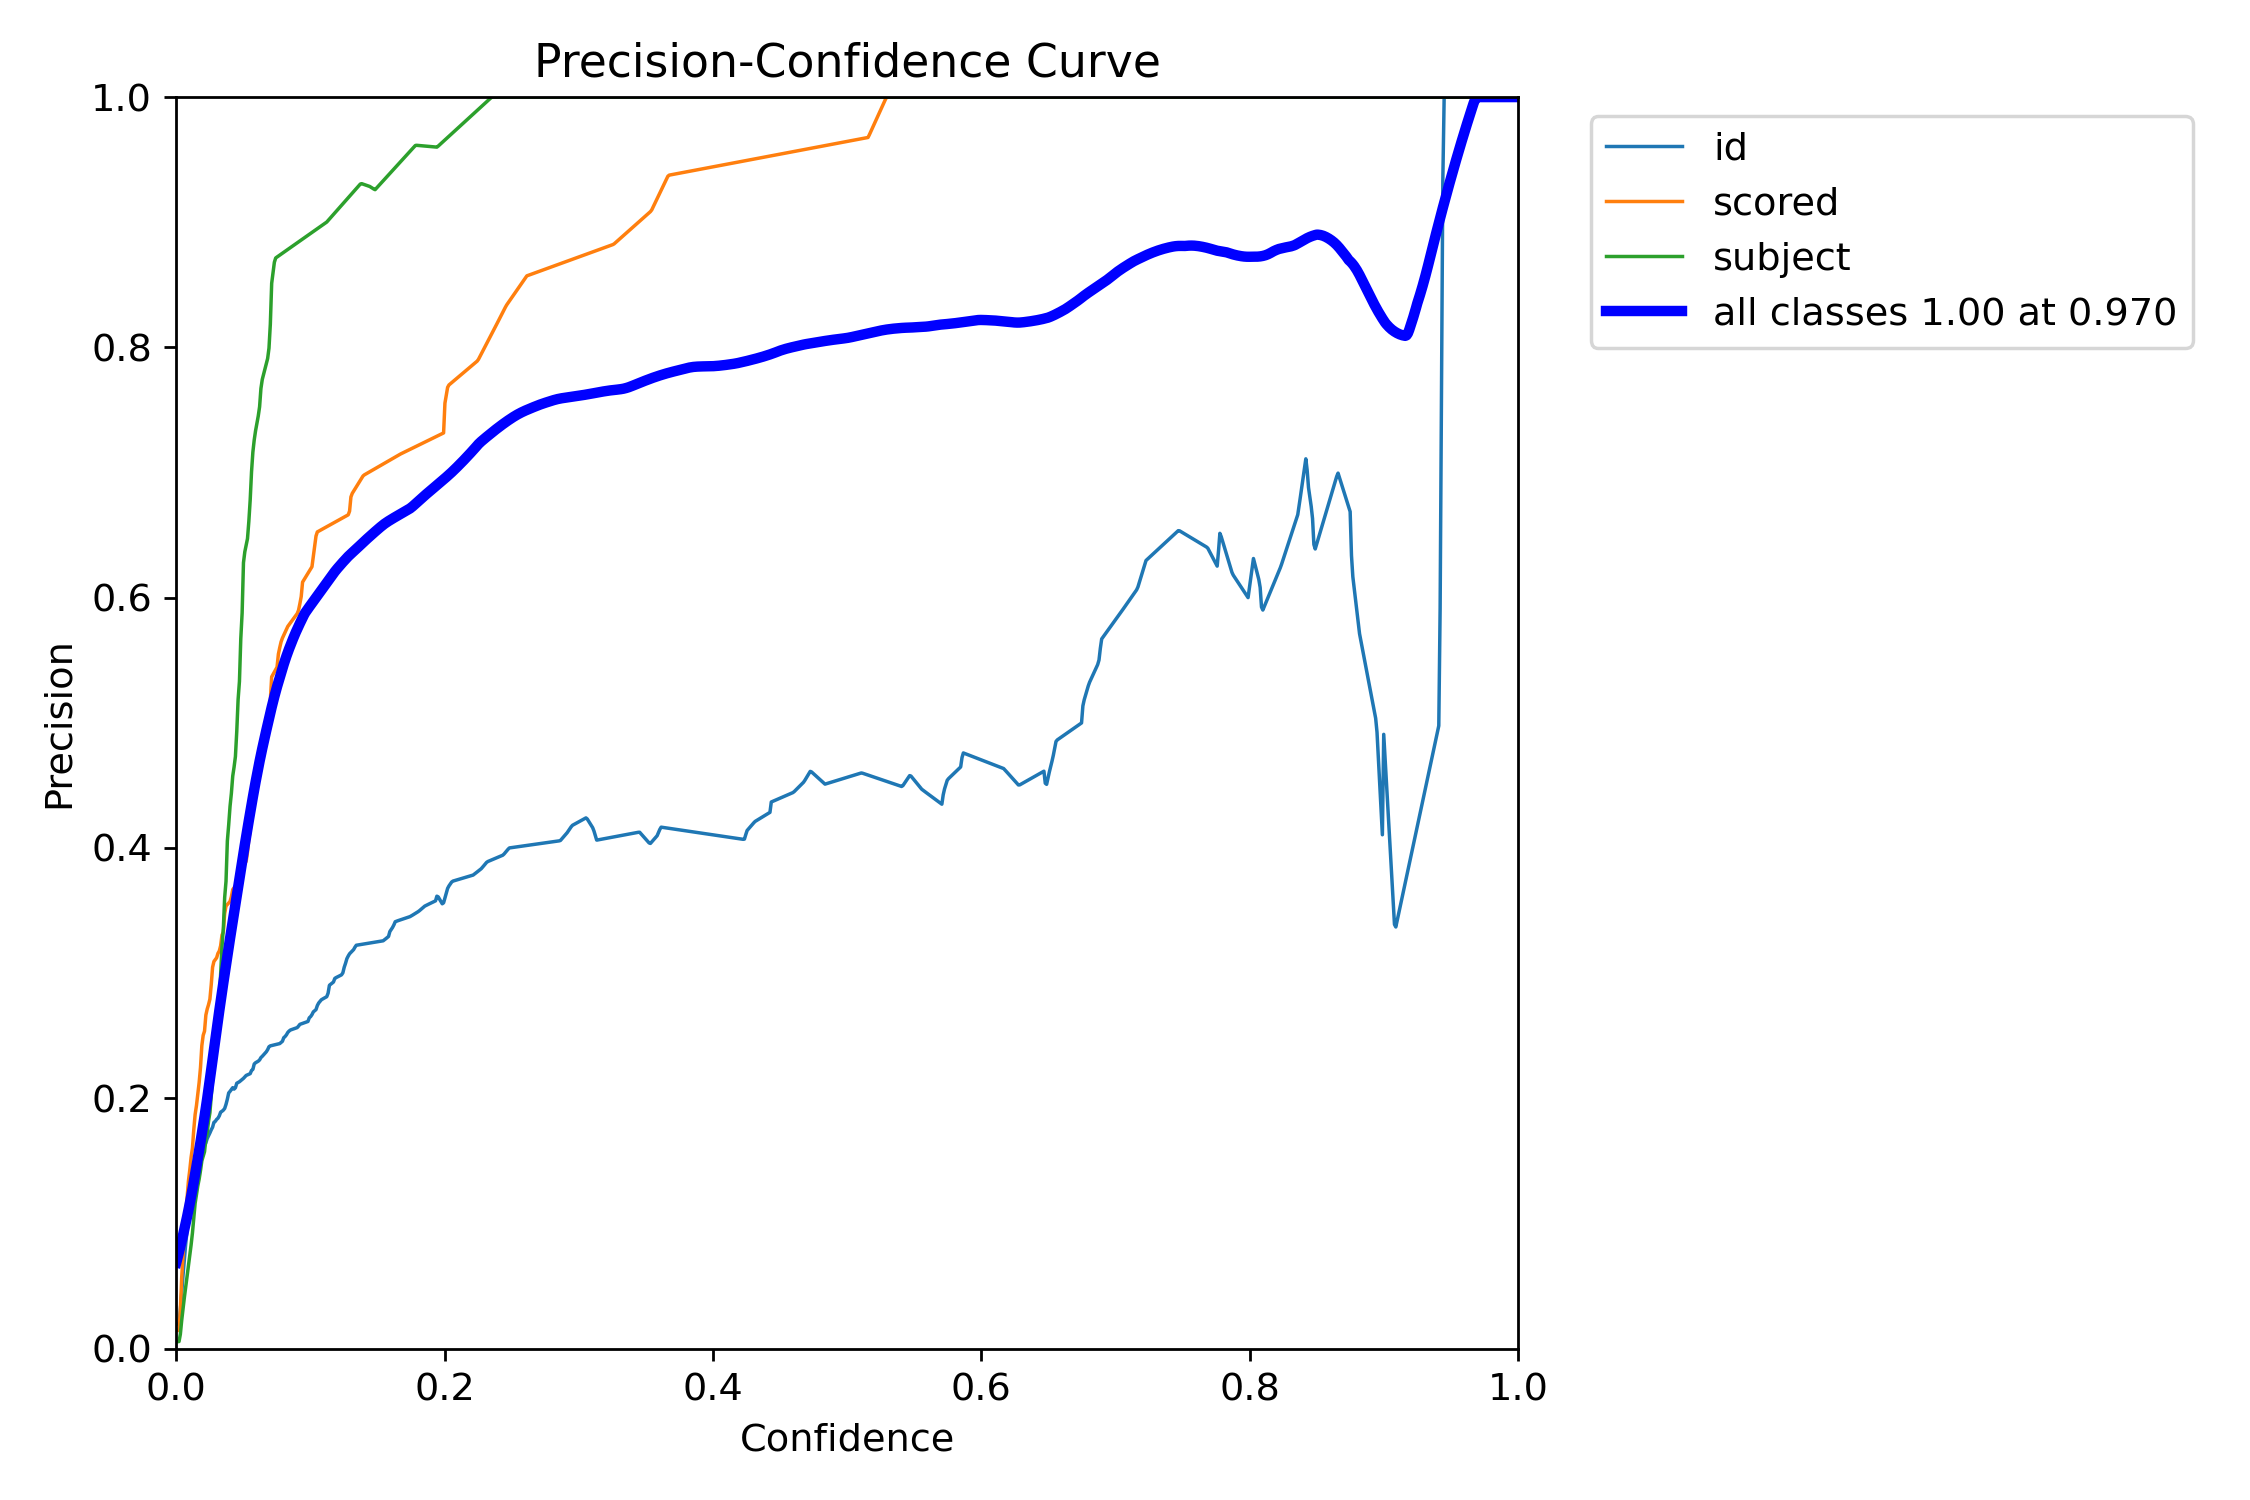 Precision-Confidence Curve
1.0
0.8
0.6
0.4
0.2
0.0
Precision
0.0 0.2 0.4 0.6 0.8 1.0
Confidence
id
scored
subject
all classes 1.00 at 0.970